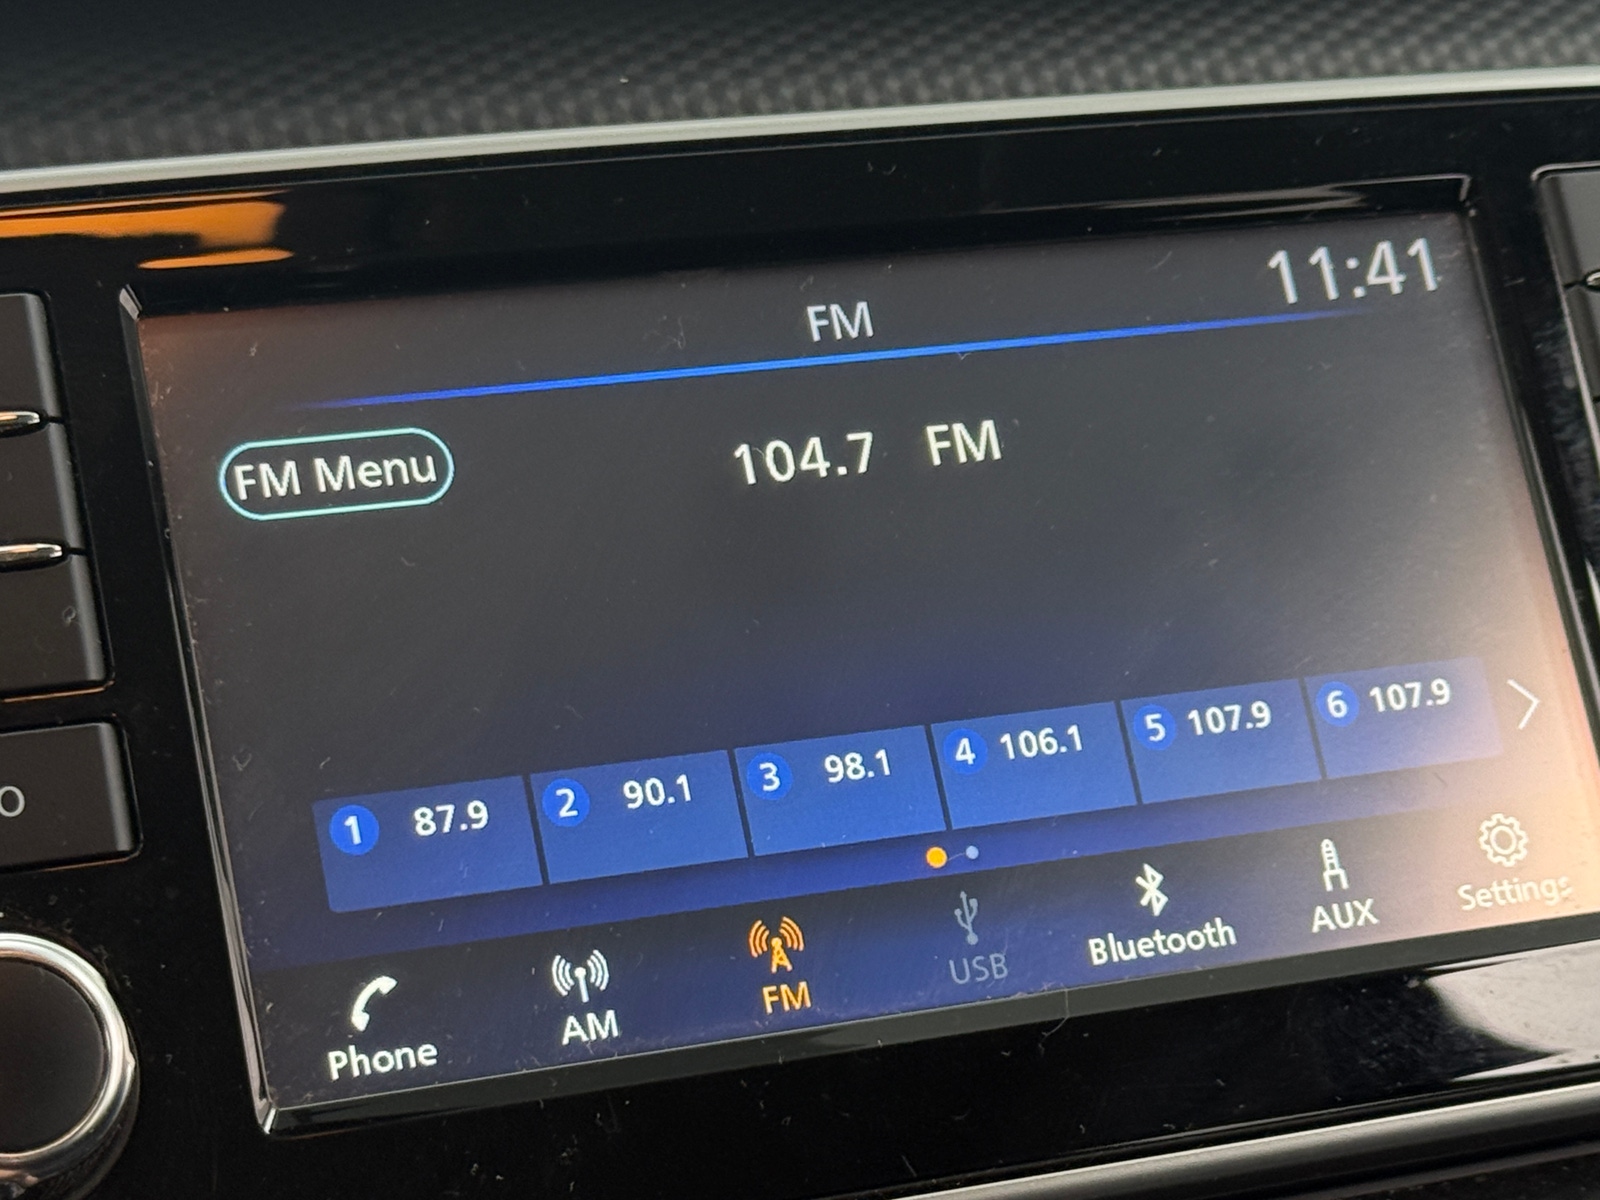 11:41
FM
FM Menu
104.7 FM
1 87.9
2 90.1
3 98.1
4 106.1
5 107.9
6 107.9
Phone
AM
FM
USB
Bluetooth
AUX
Settings